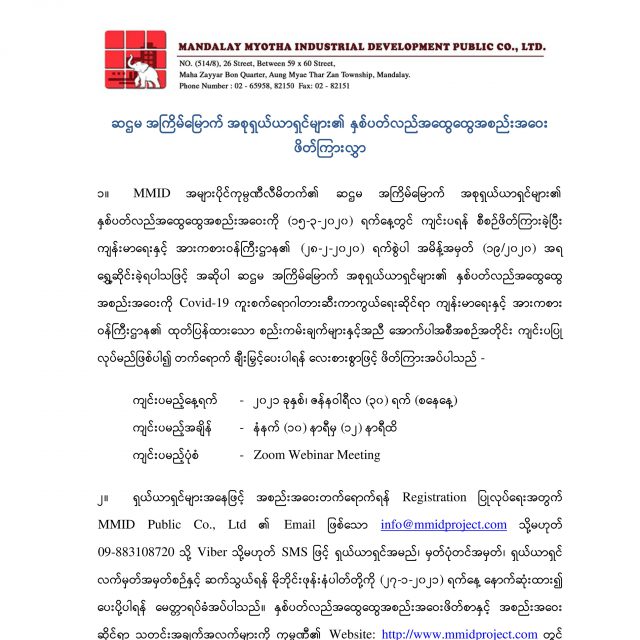 MANDALAY MYOTHA INDUSTRIAL DEVELOPMENT PUBLIC CO., LTD.
NO. (514/8), 26 Street, Between 59 x 60 Street,
Maha Zayyar Bon Quarter, Aung Myae Thar Zan Township, Mandalay.
Phone Number : 02 - 65958, 82150 Fax: 02 - 82151
ဆဌမ အကြိမ်မြောက် အစုရှယ်ယာရှင်များ၏ နှစ်ပတ်လည်အထွေထွေအစည်းအဝေး
ဖိတ်ကြားလွှာ
၁။ MMID အများပိုင်ကုမ္ပဏီလီမိတက်၏ ဆဌမ အကြိမ်မြောက် အစုရှယ်ယာရှင်များ၏
နှစ်ပတ်လည်အထွေထွေအစည်းအဝေးကို (၁၅-၃-၂၀၂၀) ရက်နေ့တွင် ကျင်းပရန် စီစဉ်ဖိတ်ကြားခဲ့ပြီး
ကျန်းမာရေးနှင့် အားကစားဝန်ကြီးဌာန၏ (၂၈-၂-၂၀၂၀) ရက်စွဲပါ အမိန့်အမှတ် (၁၉/၂၀၂၀) အရ
ရွှေ့ဆိုင်းခဲ့ရပါသဖြင့် အဆိုပါ ဆဌမ အကြိမ်မြောက် အစုရှယ်ယာရှင်များ၏ နှစ်ပတ်လည်အထွေထွေ
အစည်းအဝေးကို Covid-19 ကူးစက်ရောဂါတားဆီးကာကွယ်ရေးဆိုင်ရာ ကျန်းမာရေးနှင့် အားကစား
ဝန်ကြီးဌာန၏ ထုတ်ပြန်ထားသော စည်းကမ်းချက်များနှင့်အညီ အောက်ပါအစီအစဉ်အတိုင်း ကျင်းပပြု
လုပ်မည်ဖြစ်ပါ၍ တက်ရောက် ချီးမြှင့်ပေးပါရန် လေးစားစွာဖြင့် ဖိတ်ကြားအပ်ပါသည် -
ကျင်းပမည့်နေ့ရက် - ၂၀၂၁ ခုနှစ်၊ ဇန်နဝါရီလ (၃၀) ရက် (စနေနေ့)
ကျင်းပမည့်အချိန် - နံနက် (၁၀) နာရီမှ (၁၂) နာရီထိ
ကျင်းပမည့်ပုံစံ - Zoom Webinar Meeting
၂။ ရှယ်ယာရှင်များအနေဖြင့် အစည်းအဝေးတက်ရောက်ရန် Registration ပြုလုပ်ရေးအတွက်
MMID Public Co., Ltd ၏ Email ဖြစ်သော info@mmidproject.com သို့မဟုတ်
09-883108720 သို့ Viber သို့မဟုတ် SMS ဖြင့် ရှယ်ယာရှင်အမည်၊ မှတ်ပုံတင်အမှတ်၊ ရှယ်ယာရှင်
လက်မှတ်အမှတ်စဉ်နှင့် ဆက်သွယ်ရန် မိုဘိုင်းဖုန်းနံပါတ်တို့ကို (၂၇-၁-၂၀၂၁) ရက်နေ့ နောက်ဆုံးထား၍
ပေးပို့ပါရန် မေတ္တာရပ်ခံအပ်ပါသည်။ နှစ်ပတ်လည်အထွေထွေအစည်းအဝေးဖိတ်စာနှင့် အစည်းအဝေး
ဆိုင်ရာ သတင်းအချက်အလက်များကို ကုမ္ပဏီ၏ Website: http://www.mmidproject.com တွင်